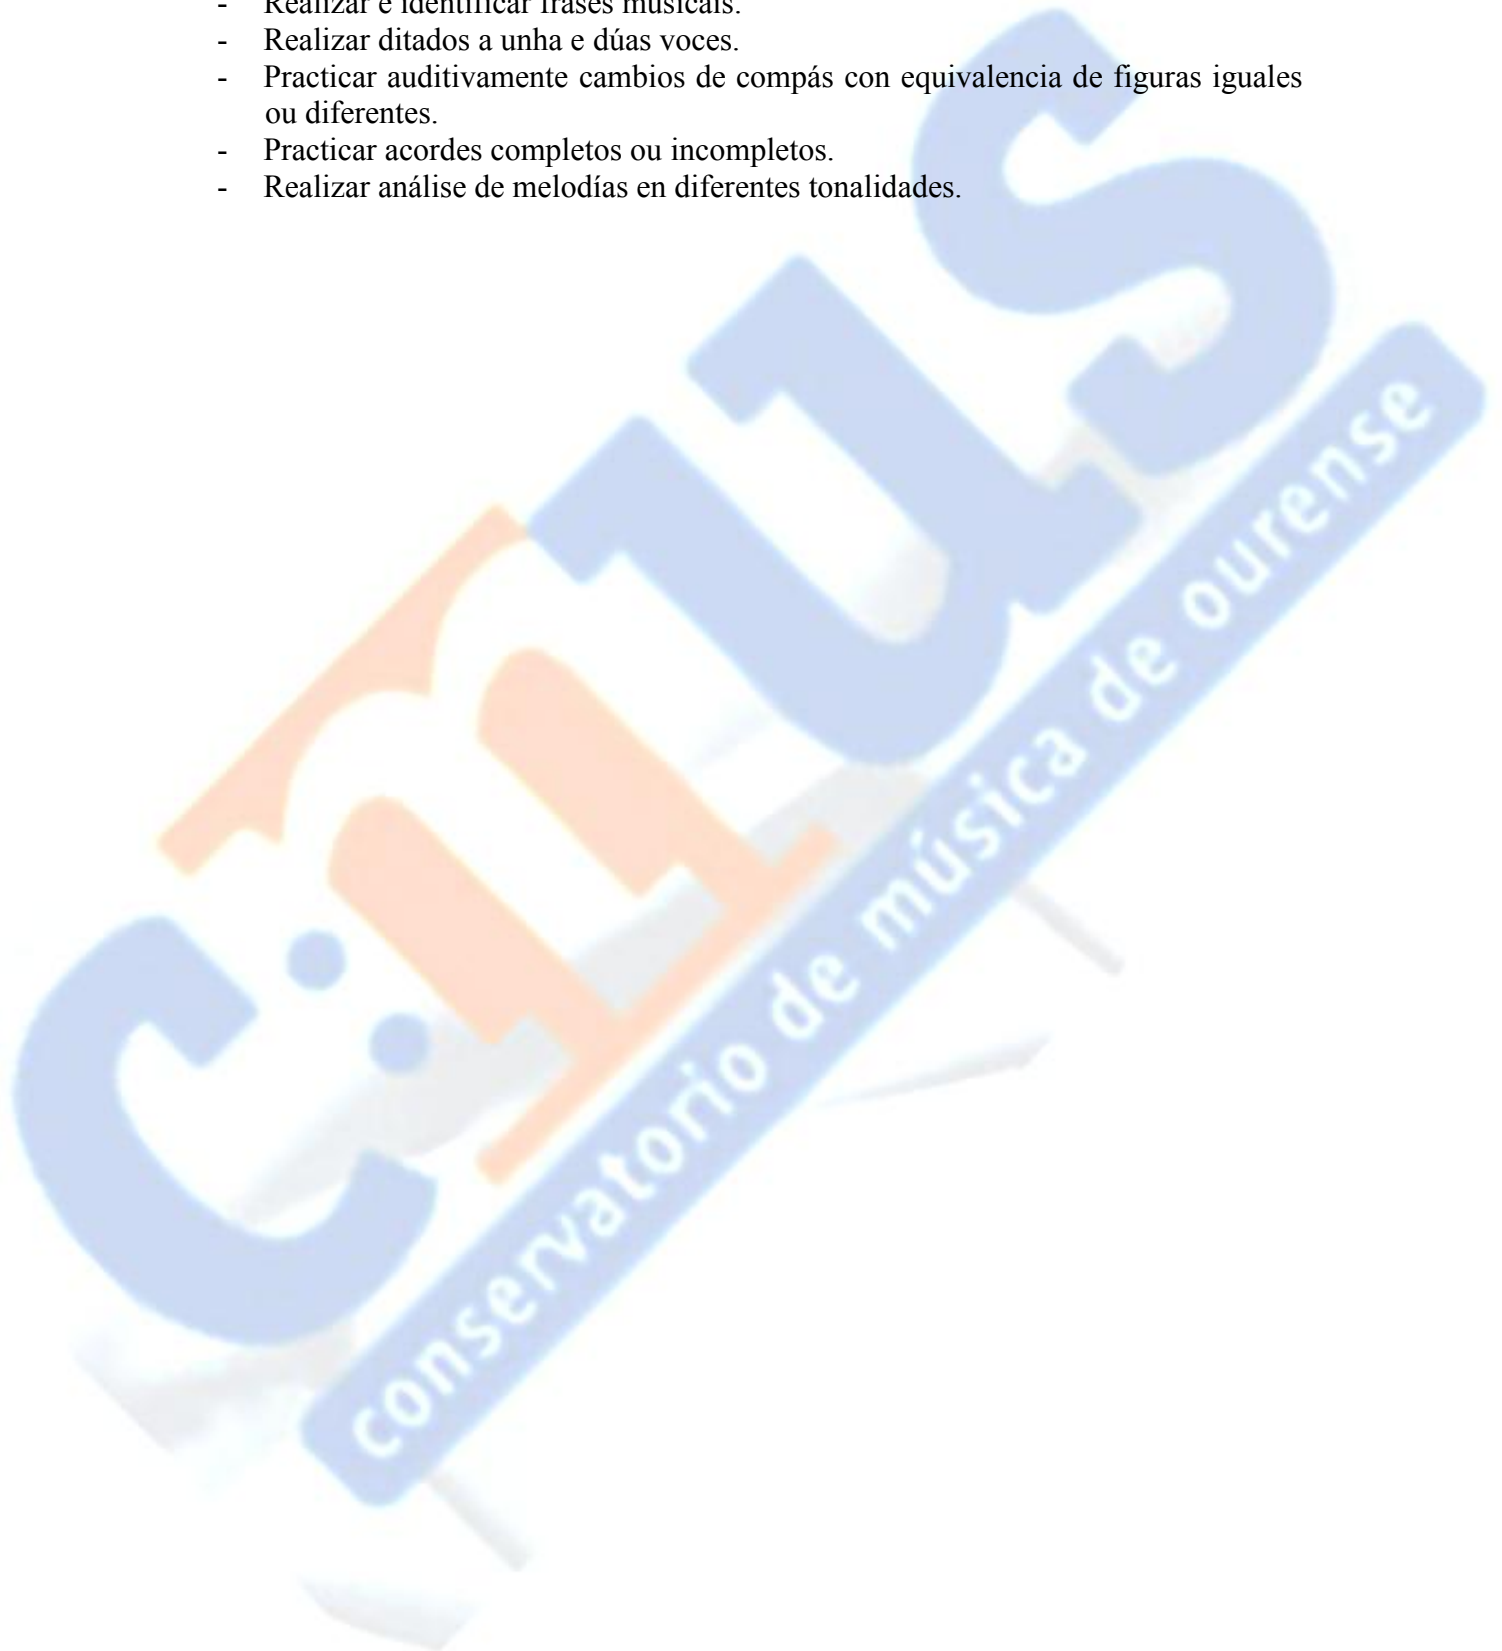 - Realizar e identificar frases musicais.
- Realizar ditados a unha e dúas voces.
- Practicar auditivamente cambios de compás con equivalencia de figuras iguales
ou diferentes.
- Practicar acordes completos ou incompletos.
- Realizar análise de melodías en diferentes tonalidades.
cmus
conservatorio de música de ourense